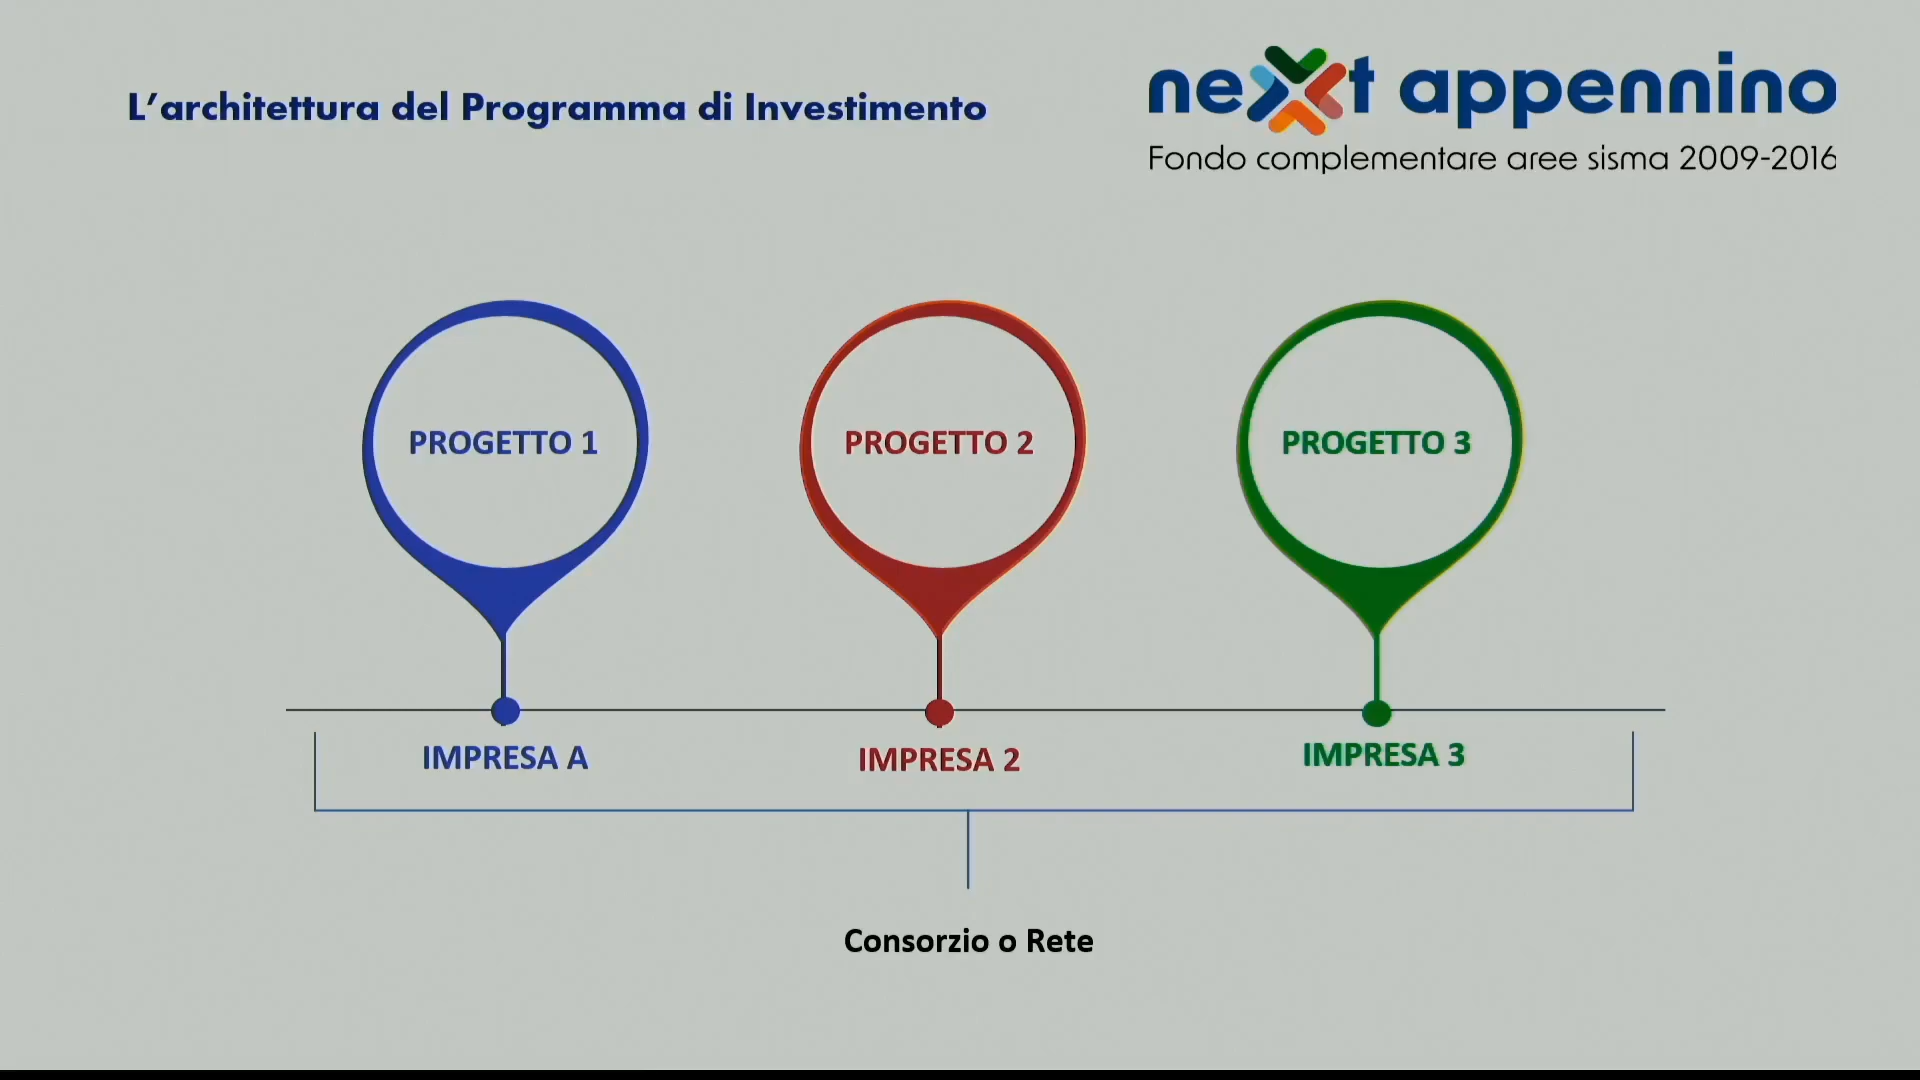 L’architettura del Programma di Investimento
next appennino
Fondo complementare aree sisma 2009-2016
PROGETTO 1
PROGETTO 2
PROGETTO 3
IMPRESA A
IMPRESA 2
IMPRESA 3
Consorzio o Rete